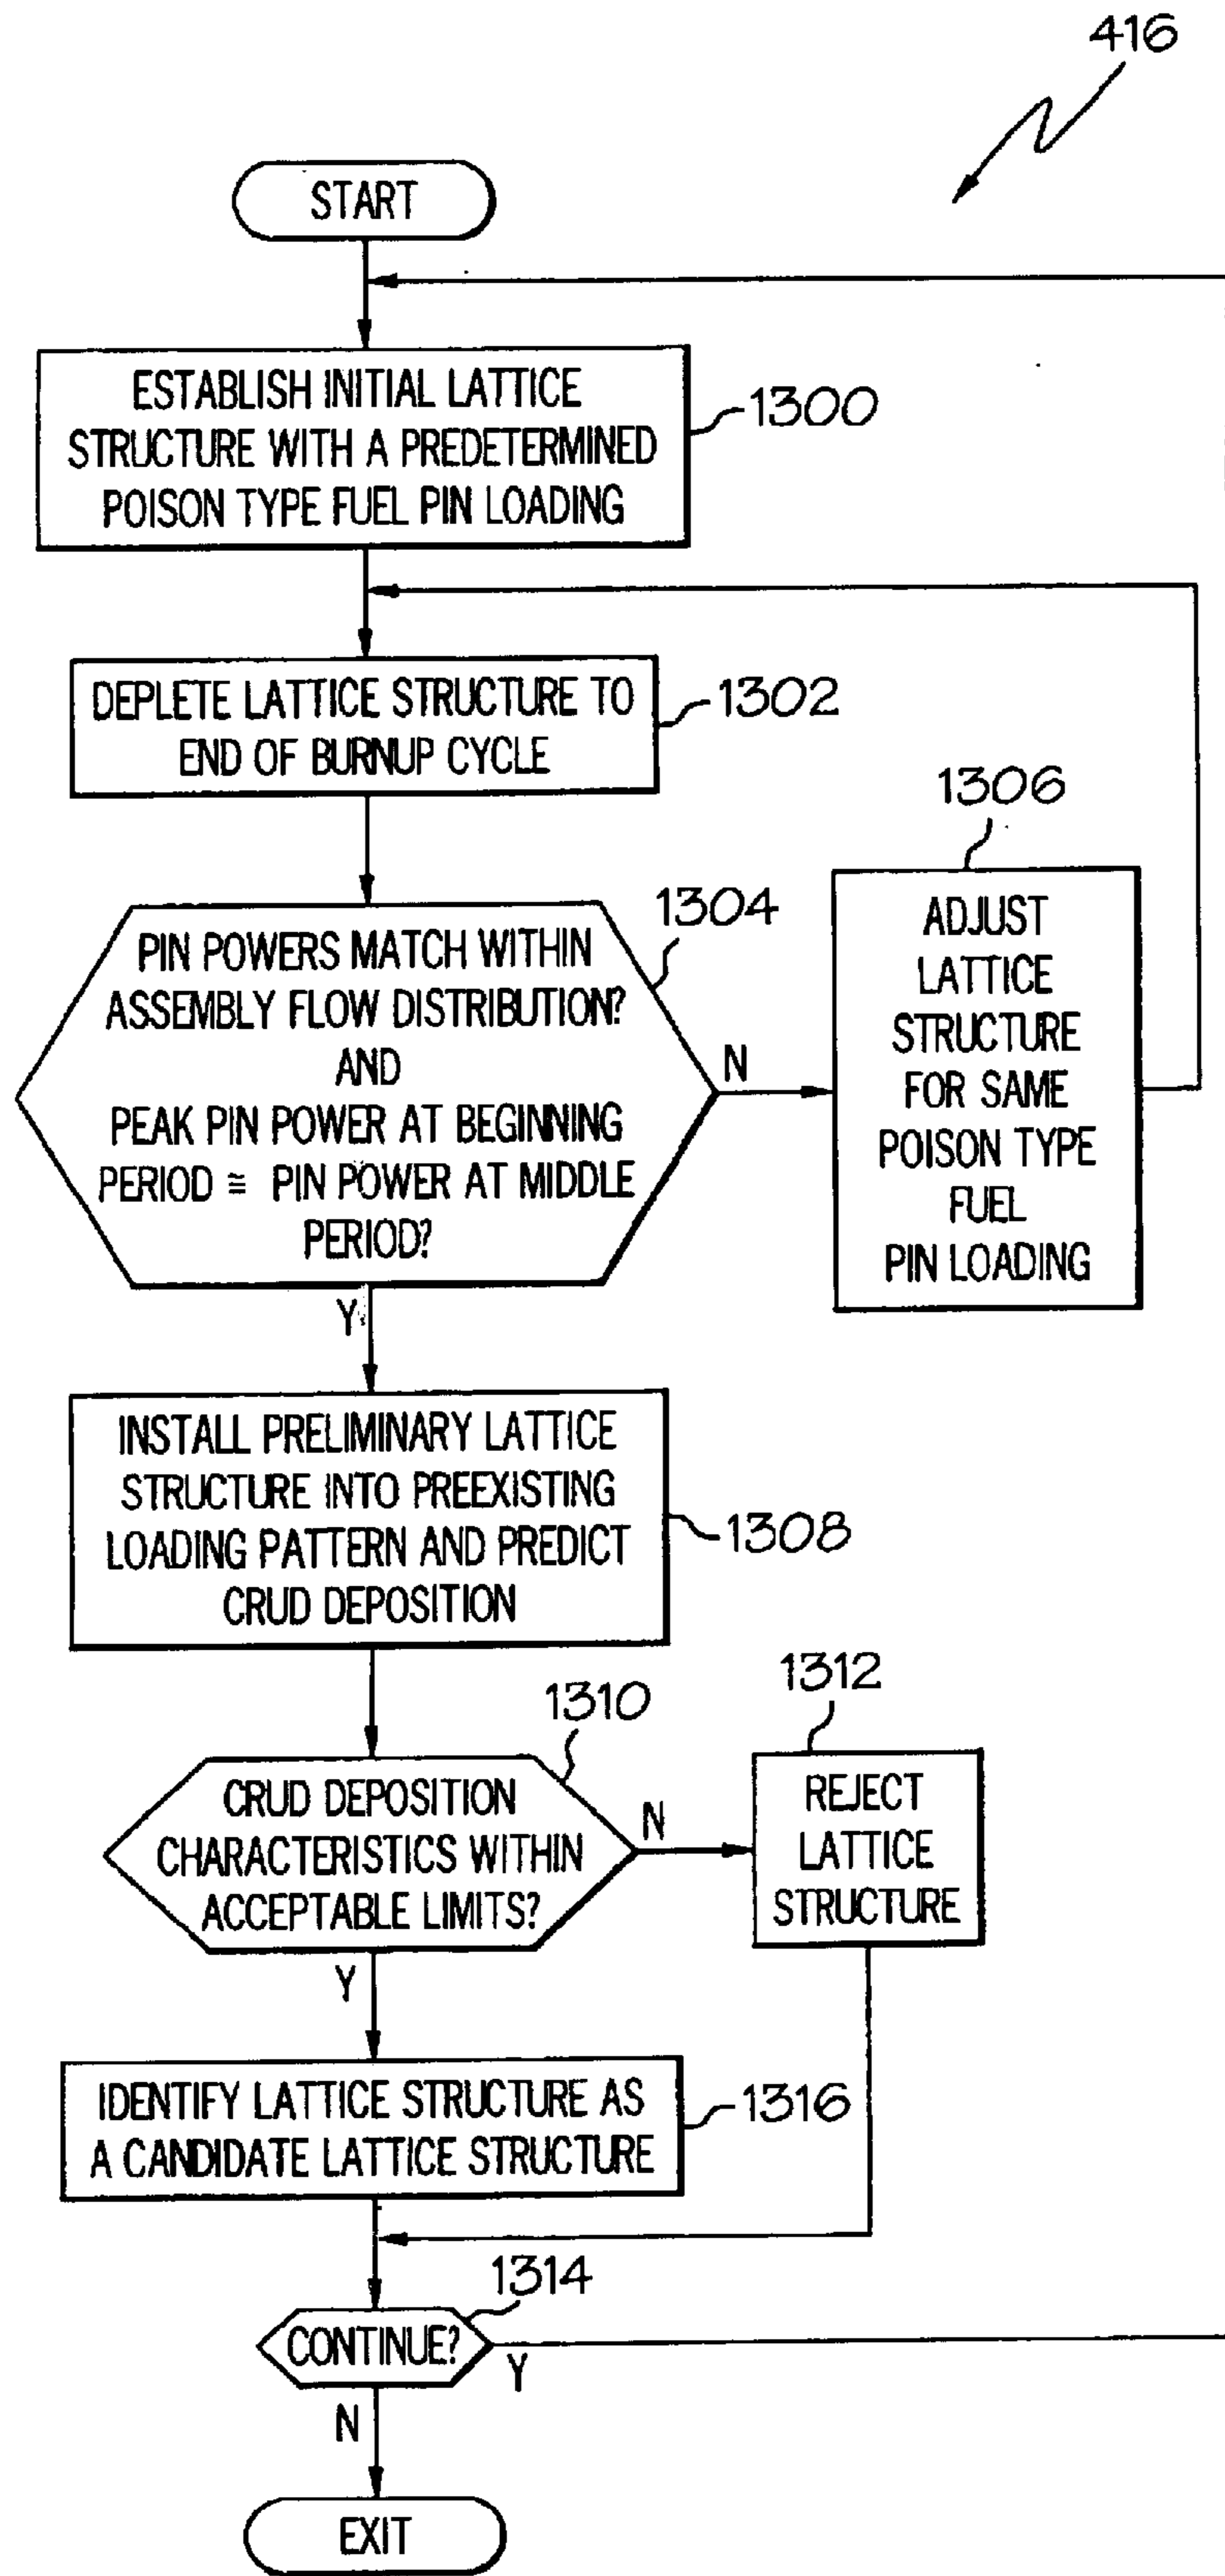 416
START
ESTABLISH INITIAL LATTICE
STRUCTURE WITH A PREDETERMINED
POISON TYPE FUEL PIN LOADING
1300
DEPLETE LATTICE STRUCTURE TO
END OF BURNUP CYCLE
1302
1306
ADJUST
LATTICE
STRUCTURE
FOR SAME
POISON TYPE
FUEL
PIN LOADING
1304
PIN POWERS MATCH WITHIN
ASSEMBLY FLOW DISTRIBUTION?
AND
PEAK PIN POWER AT BEGINNING
PERIOD ≅ PIN POWER AT MIDDLE
PERIOD?
N
Y
INSTALL PRELIMINARY LATTICE
STRUCTURE INTO PREEXISTING
LOADING PATTERN AND PREDICT
CRUD DEPOSITION
1308
1310
CRUD DEPOSITION
CHARACTERISTICS WITHIN
ACCEPTABLE LIMITS?
N
1312
REJECT
LATTICE
STRUCTURE
Y
IDENTIFY LATTICE STRUCTURE AS
A CANDIDATE LATTICE STRUCTURE
1316
1314
CONTINUE?
Y
N
EXIT